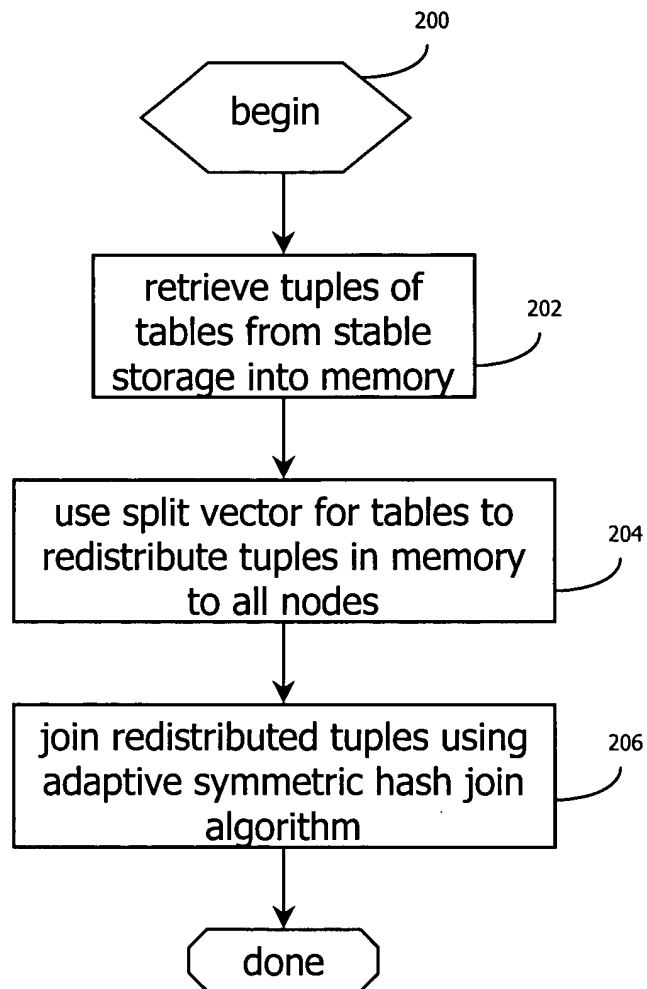 200
begin
retrieve tuples of
tables from stable
storage into memory
202
use split vector for tables to
redistribute tuples in memory
to all nodes
204
join redistributed tuples using
adaptive symmetric hash join
algorithm
206
done